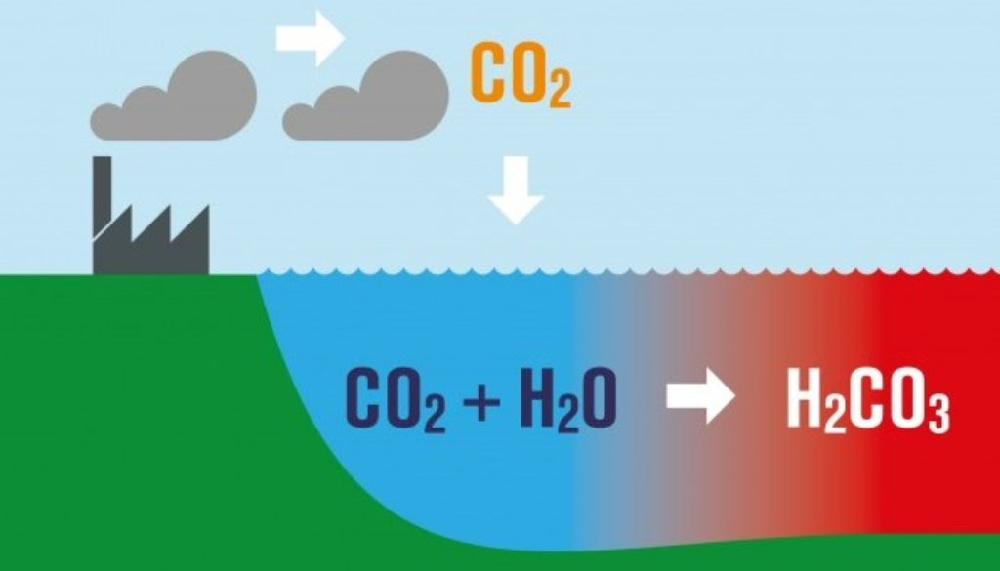 CO₂
CO₂ + H₂O H₂CO₃